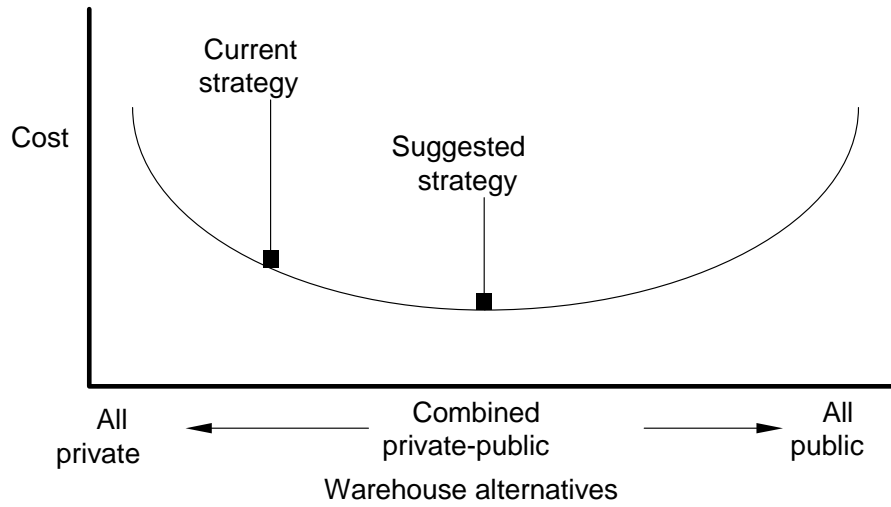 Current
strategy
Cost
Suggested
strategy
All
private
Combined
private-public
All
public
Warehouse alternatives